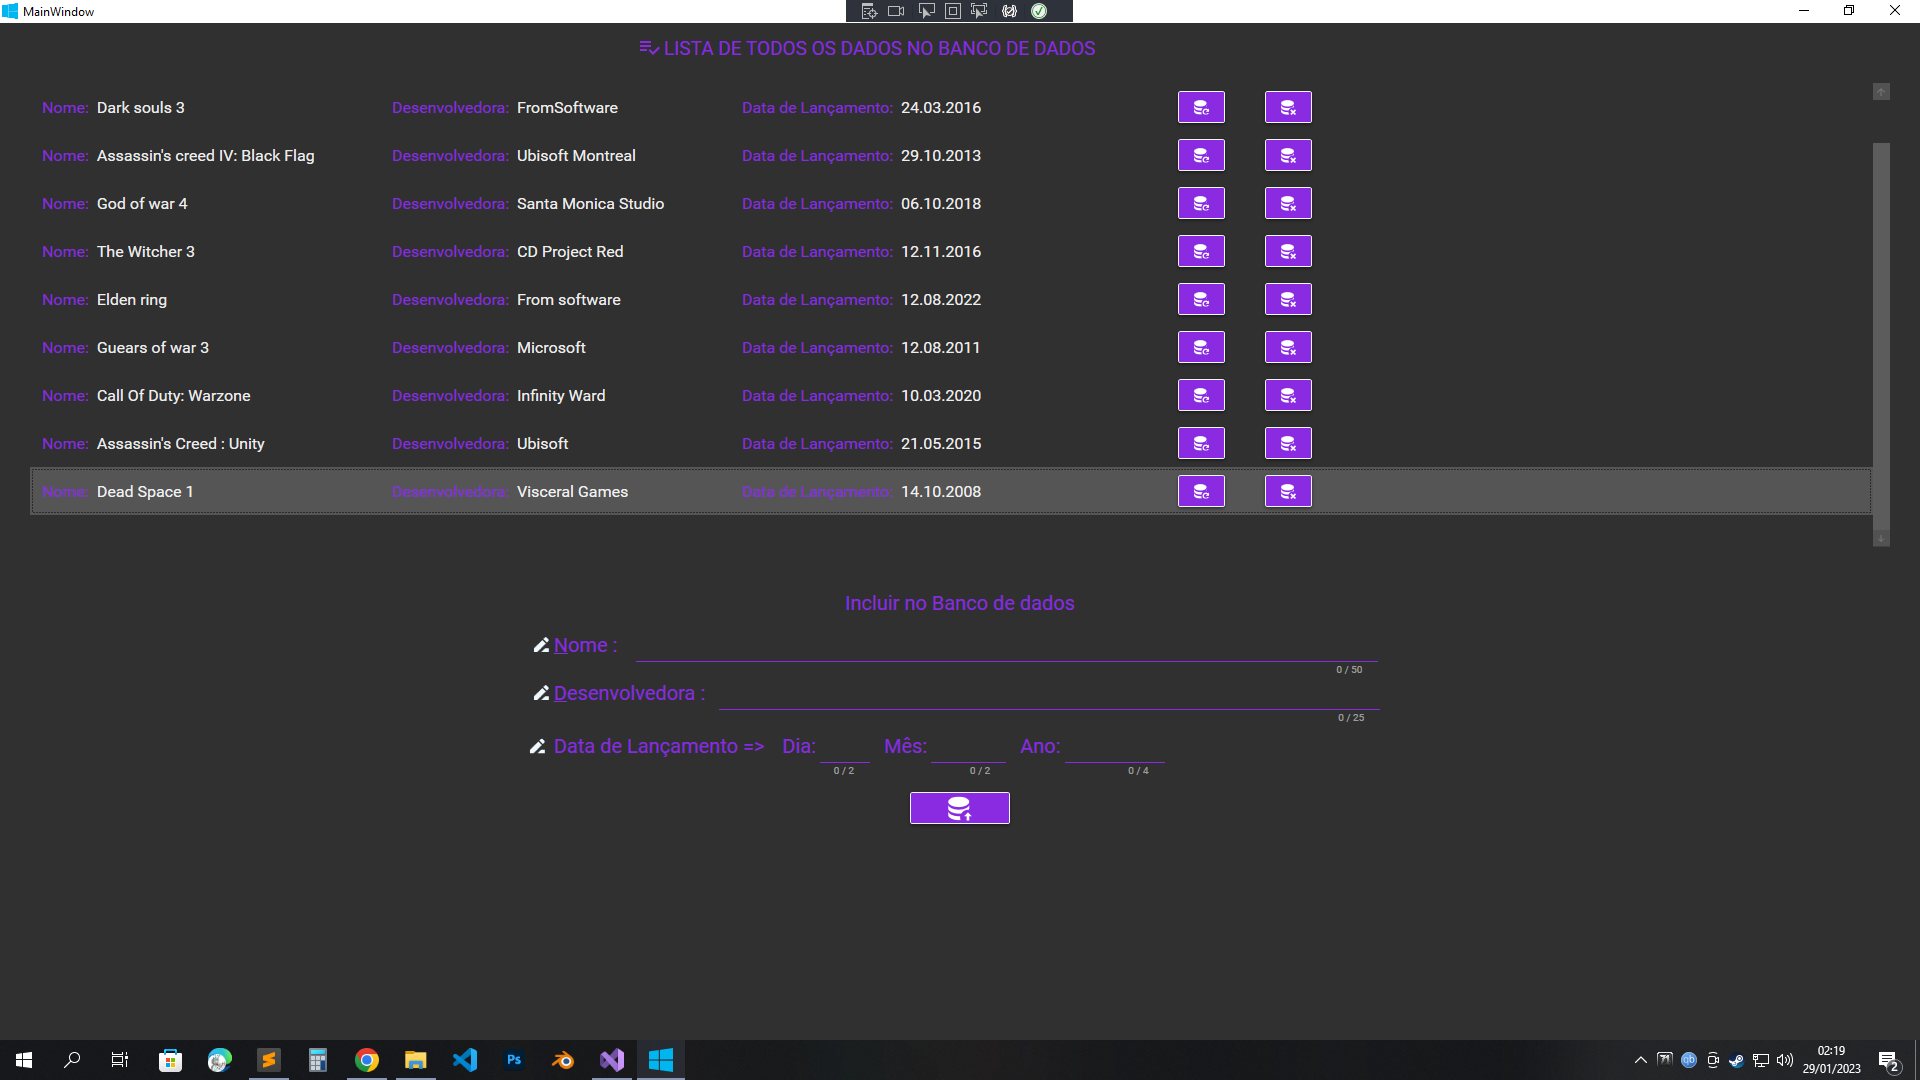 MainWindow
LISTA DE TODOS OS DADOS NO BANCO DE DADOS
Nome: Dark souls 3 Desenvolvedora: FromSoftware Data de Lançamento: 24.03.2016
Nome: Assassin's creed IV: Black Flag Desenvolvedora: Ubisoft Montreal Data de Lançamento: 29.10.2013
Nome: God of war 4 Desenvolvedora: Santa Monica Studio Data de Lançamento: 06.10.2018
Nome: The Witcher 3 Desenvolvedora: CD Project Red Data de Lançamento: 12.11.2016
Nome: Elden ring Desenvolvedora: From software Data de Lançamento: 12.08.2022
Nome: Guears of war 3 Desenvolvedora: Microsoft Data de Lançamento: 12.08.2011
Nome: Call Of Duty: Warzone Desenvolvedora: Infinity Ward Data de Lançamento: 10.03.2020
Nome: Assassin's Creed : Unity Desenvolvedora: Ubisoft Data de Lançamento: 21.05.2015
Nome: Dead Space 1 Desenvolvedora: Visceral Games Data de Lançamento: 14.10.2008
Incluir no Banco de dados
Nome :
0 / 50
Desenvolvedora :
0 / 25
Data de Lançamento => Dia: Mês: Ano:
0 / 2 0 / 2 0 / 4
Ps
qb
02:19
29/01/2023
2